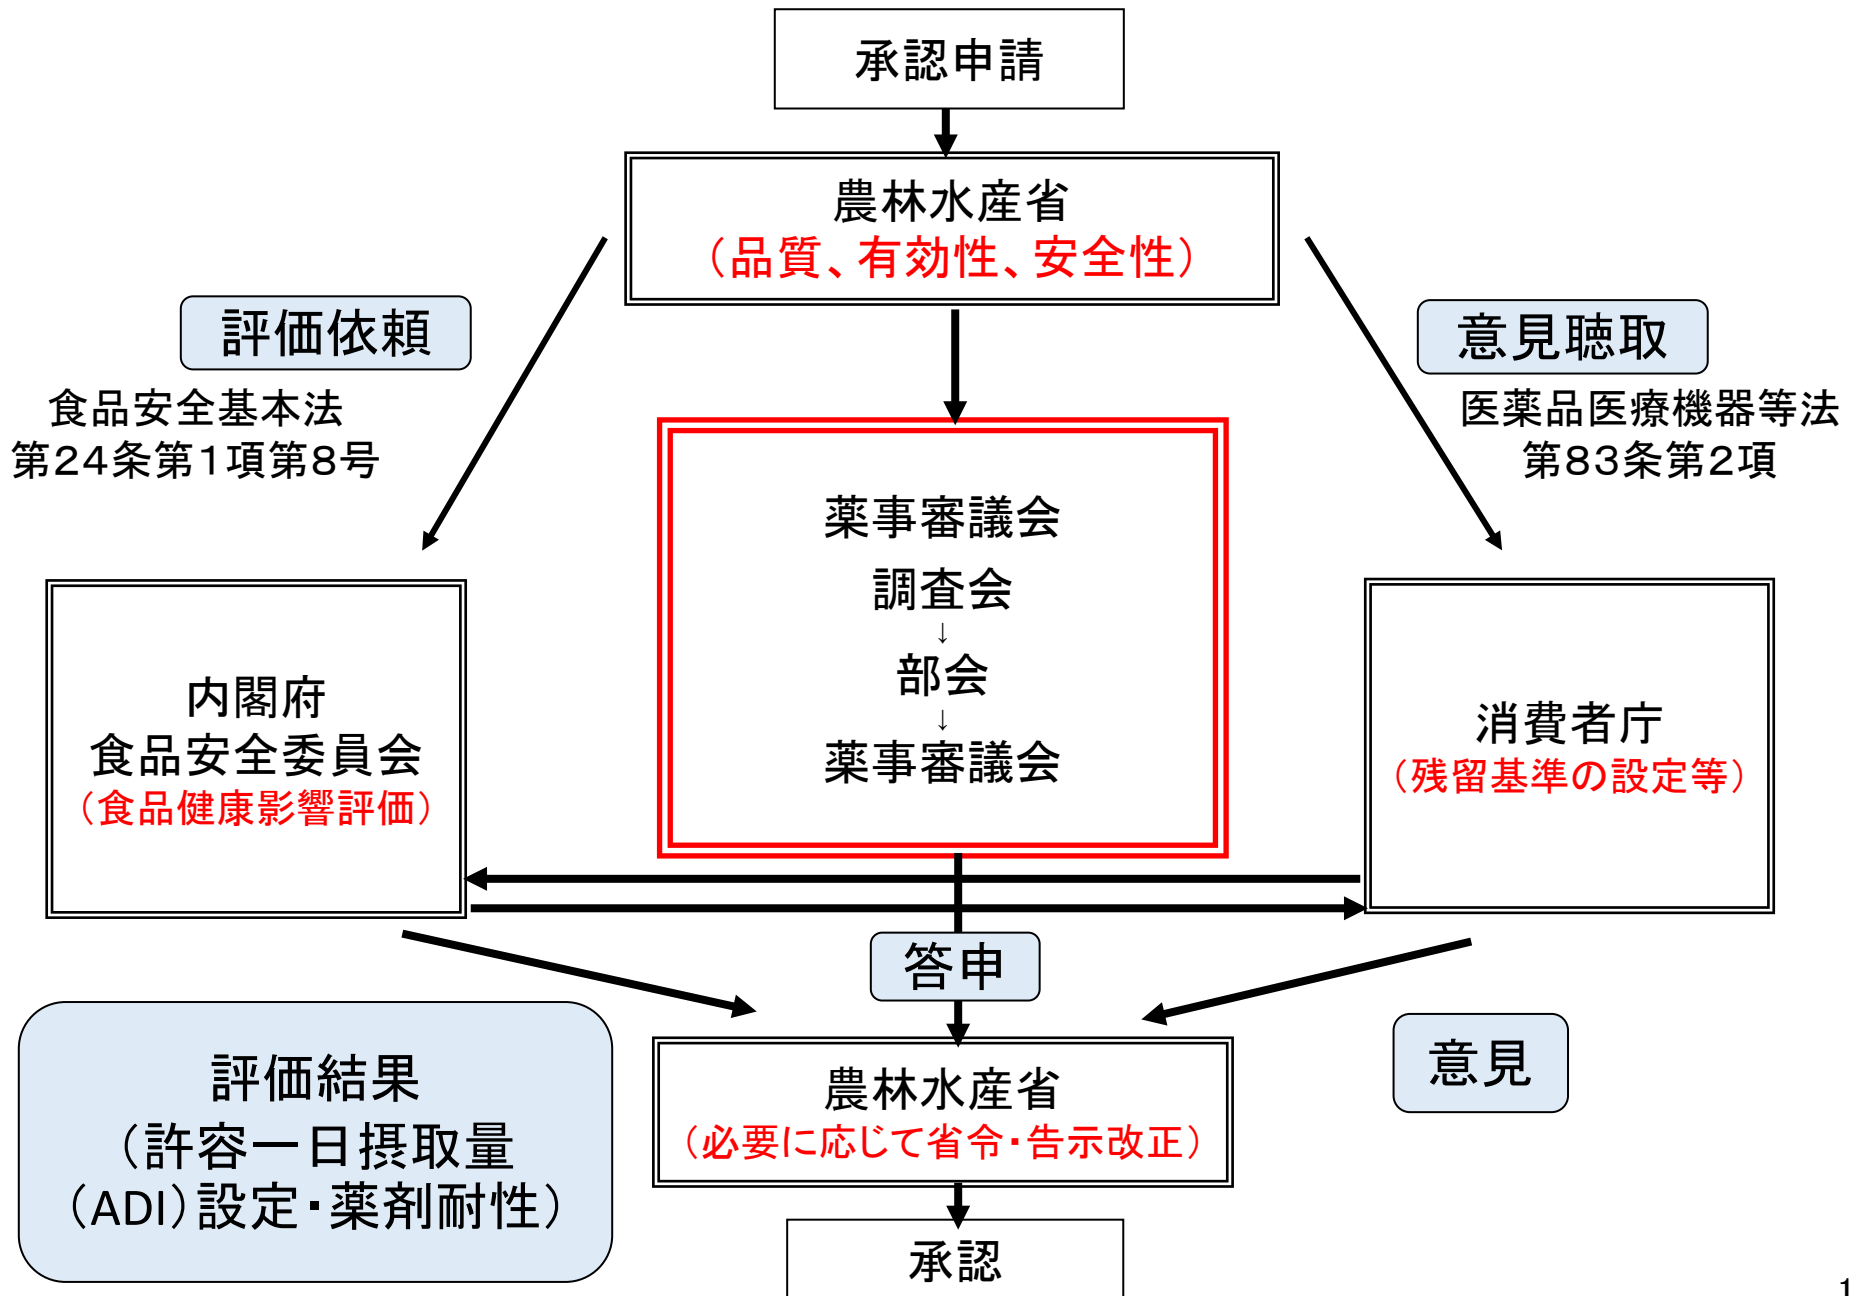 承認申請
農林水産省
（品質、有効性、安全性）
評価依頼
食品安全基本法
第２４条第１項第８号
意見聴取
医薬品医療機器等法
第８３条第２項
薬事審議会
調査会
↓
部会
↓
薬事審議会
内閣府
食品安全委員会
（食品健康影響評価）
消費者庁
（残留基準の設定等）
答申
評価結果
（許容一日摂取量
（ADI）設定・薬剤耐性）
意見
農林水産省
（必要に応じて省令・告示改正）
承認
1